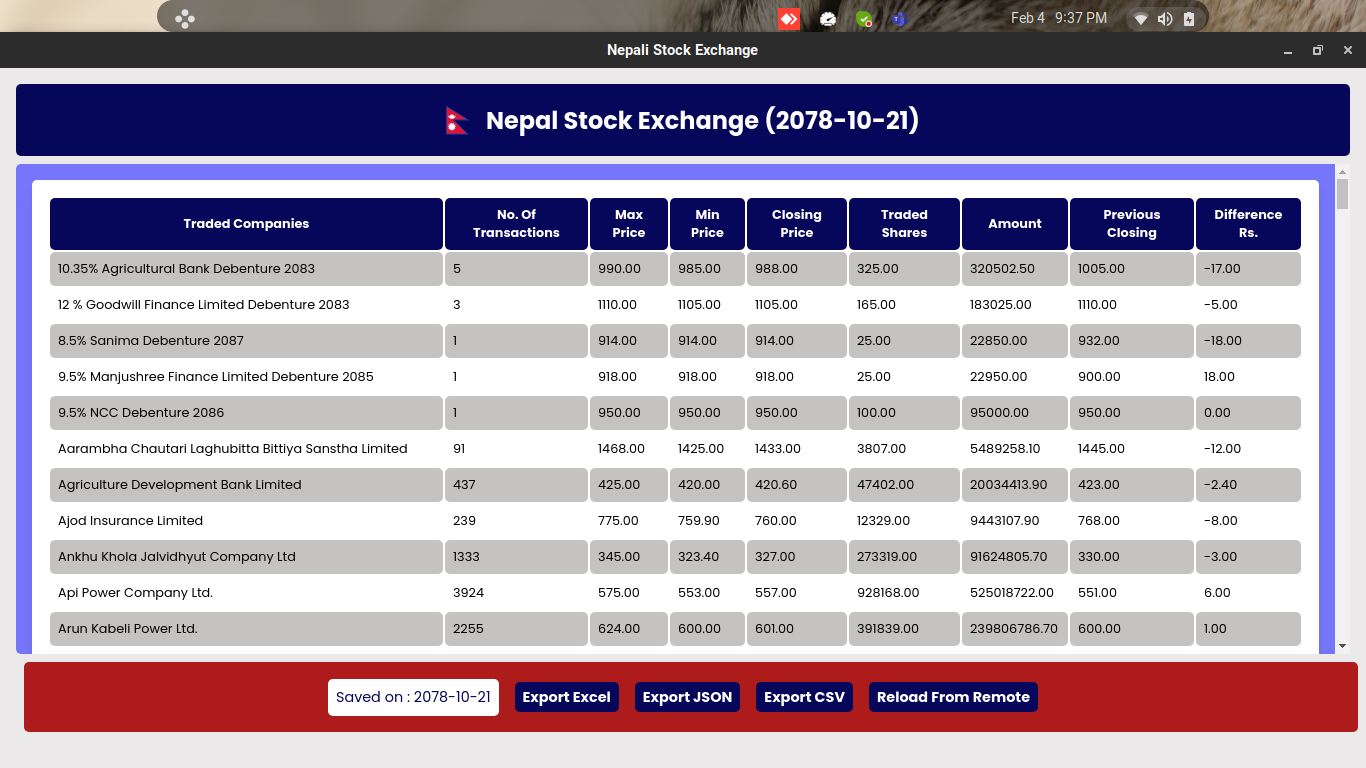 Feb 4 9:37 PM
Nepali Stock Exchange
Nepal Stock Exchange (2078-10-21)
Traded Companies No. Of Transactions Max Price Min Price Closing Price Traded Shares Amount Previous Closing Difference Rs.
10.35% Agricultural Bank Debenture 2083 5 990.00 985.00 988.00 325.00 320502.50 1005.00 -17.00
12 % Goodwill Finance Limited Debenture 2083 3 1110.00 1105.00 1105.00 165.00 183025.00 1110.00 -5.00
8.5% Sanima Debenture 2087 1 914.00 914.00 914.00 25.00 22850.00 932.00 -18.00
9.5% Manjushree Finance Limited Debenture 2085 1 918.00 918.00 918.00 25.00 22950.00 900.00 18.00
9.5% NCC Debenture 2086 1 950.00 950.00 950.00 100.00 95000.00 950.00 0.00
Aarambha Chautari Laghubitta Bittiya Sanstha Limited 91 1468.00 1425.00 1433.00 3807.00 5489258.10 1445.00 -12.00
Agriculture Development Bank Limited 437 425.00 420.00 420.60 47402.00 20034413.90 423.00 -2.40
Ajod Insurance Limited 239 775.00 759.90 760.00 12329.00 9443107.90 768.00 -8.00
Ankhu Khola Jalvidhyut Company Ltd 1333 345.00 323.40 327.00 273319.00 91624805.70 330.00 -3.00
Api Power Company Ltd. 3924 575.00 553.00 557.00 928168.00 525018722.00 551.00 6.00
Arun Kabeli Power Ltd. 2255 624.00 600.00 601.00 391839.00 239806786.70 600.00 1.00
Saved on : 2078-10-21 Export Excel Export JSON Export CSV Reload From Remote